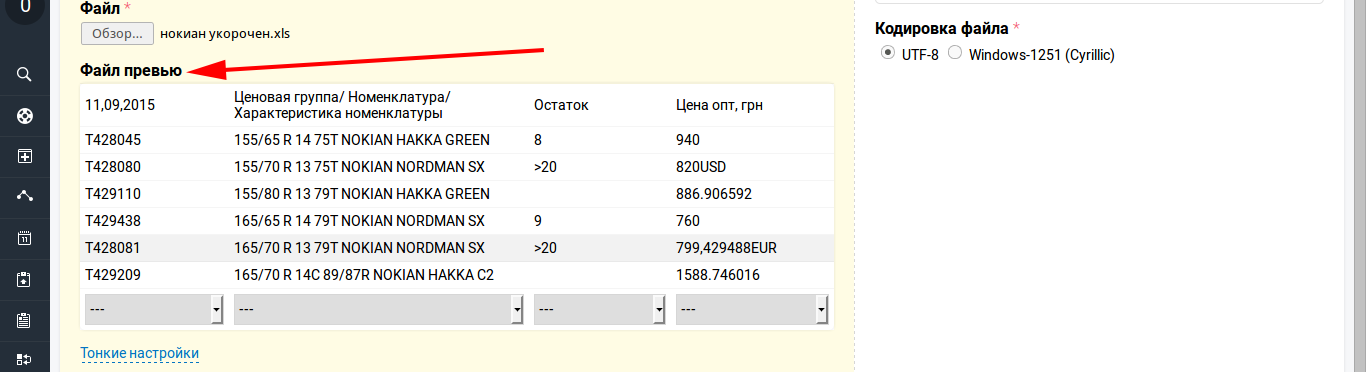 0
Файл *
Обзор... нокиан укорочен.xls
Файл превью
11,09,2015 Ценовая группа/ Номенклатура/ Характеристика номенклатуры Остаток Цена опт, грн
T428045 155/65 R 14 75T NOKIAN HAKKA GREEN 8 940
T428080 155/70 R 13 75T NOKIAN NORDMAN SX >20 820USD
T429110 155/80 R 13 79T NOKIAN HAKKA GREEN 886.906592
T429438 165/65 R 14 79T NOKIAN NORDMAN SX 9 760
T428081 165/70 R 13 79T NOKIAN NORDMAN SX >20 799,429488EUR
T429209 165/70 R 14C 89/87R NOKIAN HAKKA C2 1588.746016
--- --- --- ---
Тонкие настройки
Кодировка файла *
UTF-8 Windows-1251 (Cyrillic)
11